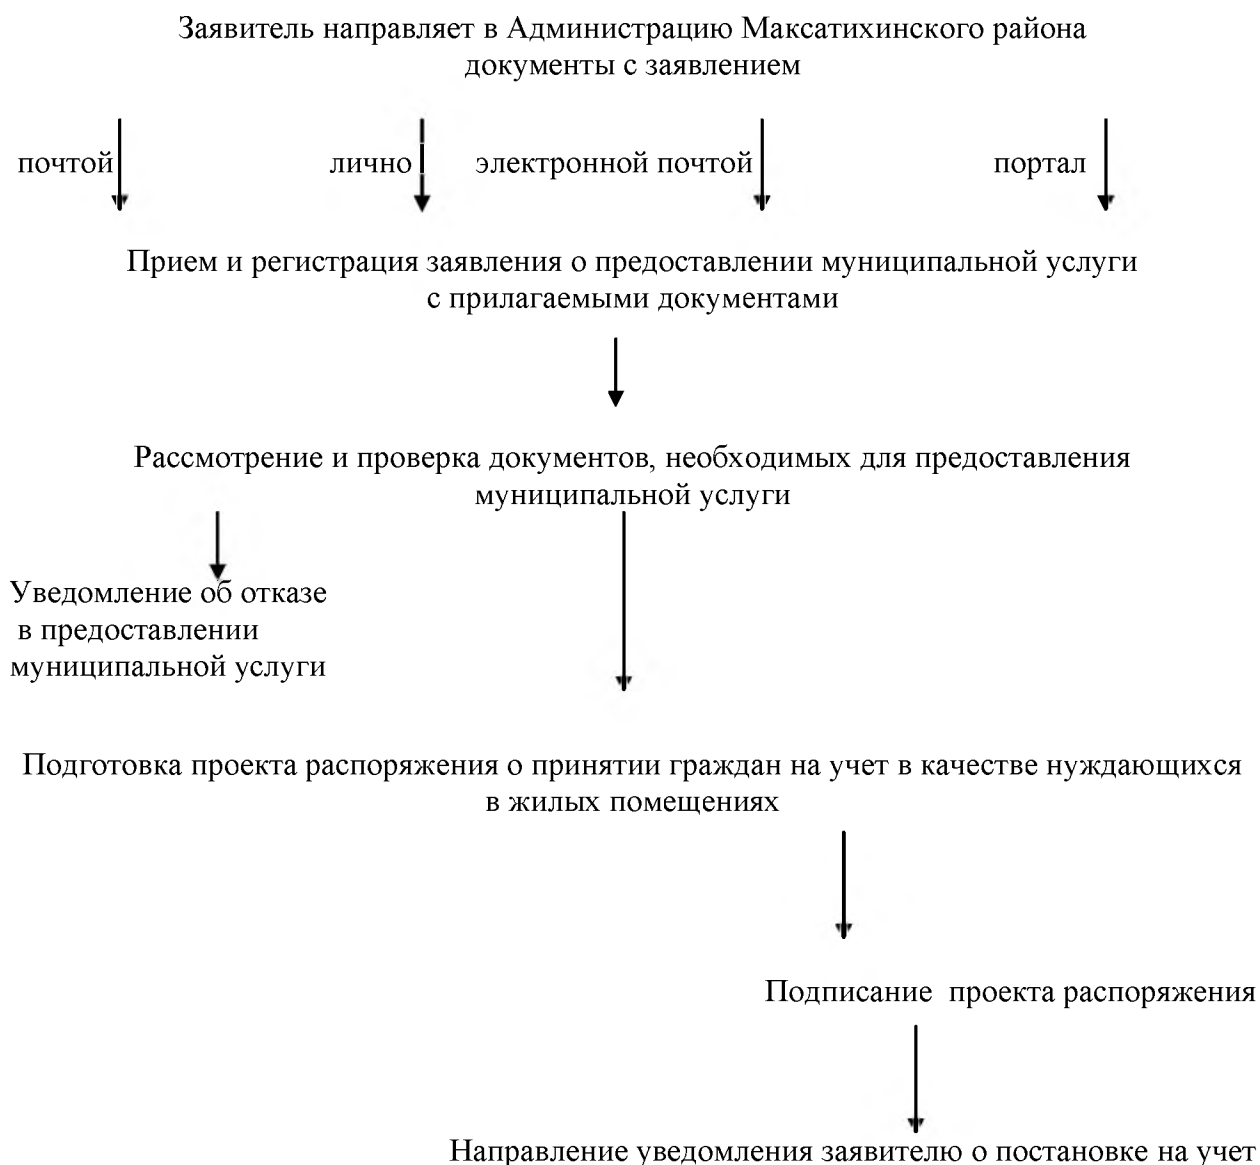 Заявитель направляет в Администрацию Максатихинского района
документы с заявлением
почтой лично электронной почтой портал
Прием и регистрация заявления о предоставлении муниципальной услуги
с прилагаемыми документами
Рассмотрение и проверка документов, необходимых для предоставления
муниципальной услуги
Уведомление об отказе
в предоставлении
муниципальной услуги
Подготовка проекта распоряжения о принятии граждан на учет в качестве нуждающихся
в жилых помещениях
Подписание проекта распоряжения
Направление уведомления заявителю о постановке на учет